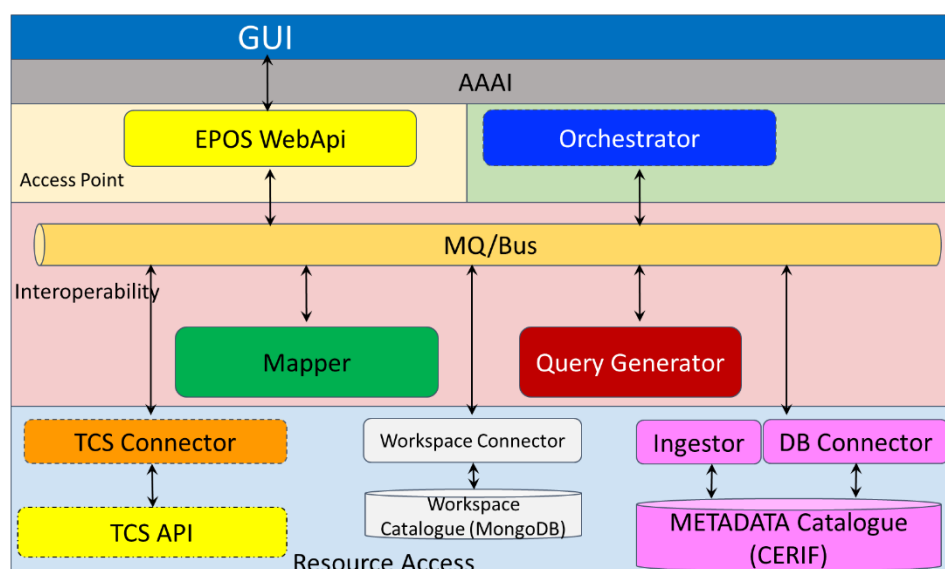 GUI
AAAI
EPOS WebApi
Orchestrator
Access Point
MQ/Bus
Interoperability
Mapper
Query Generator
TCS Connector
Workspace Connector
Ingestor
DB Connector
Workspace
Catalogue (MongoDB)
TCS API
METADATA Catalogue
(CERIF)
Resource Access